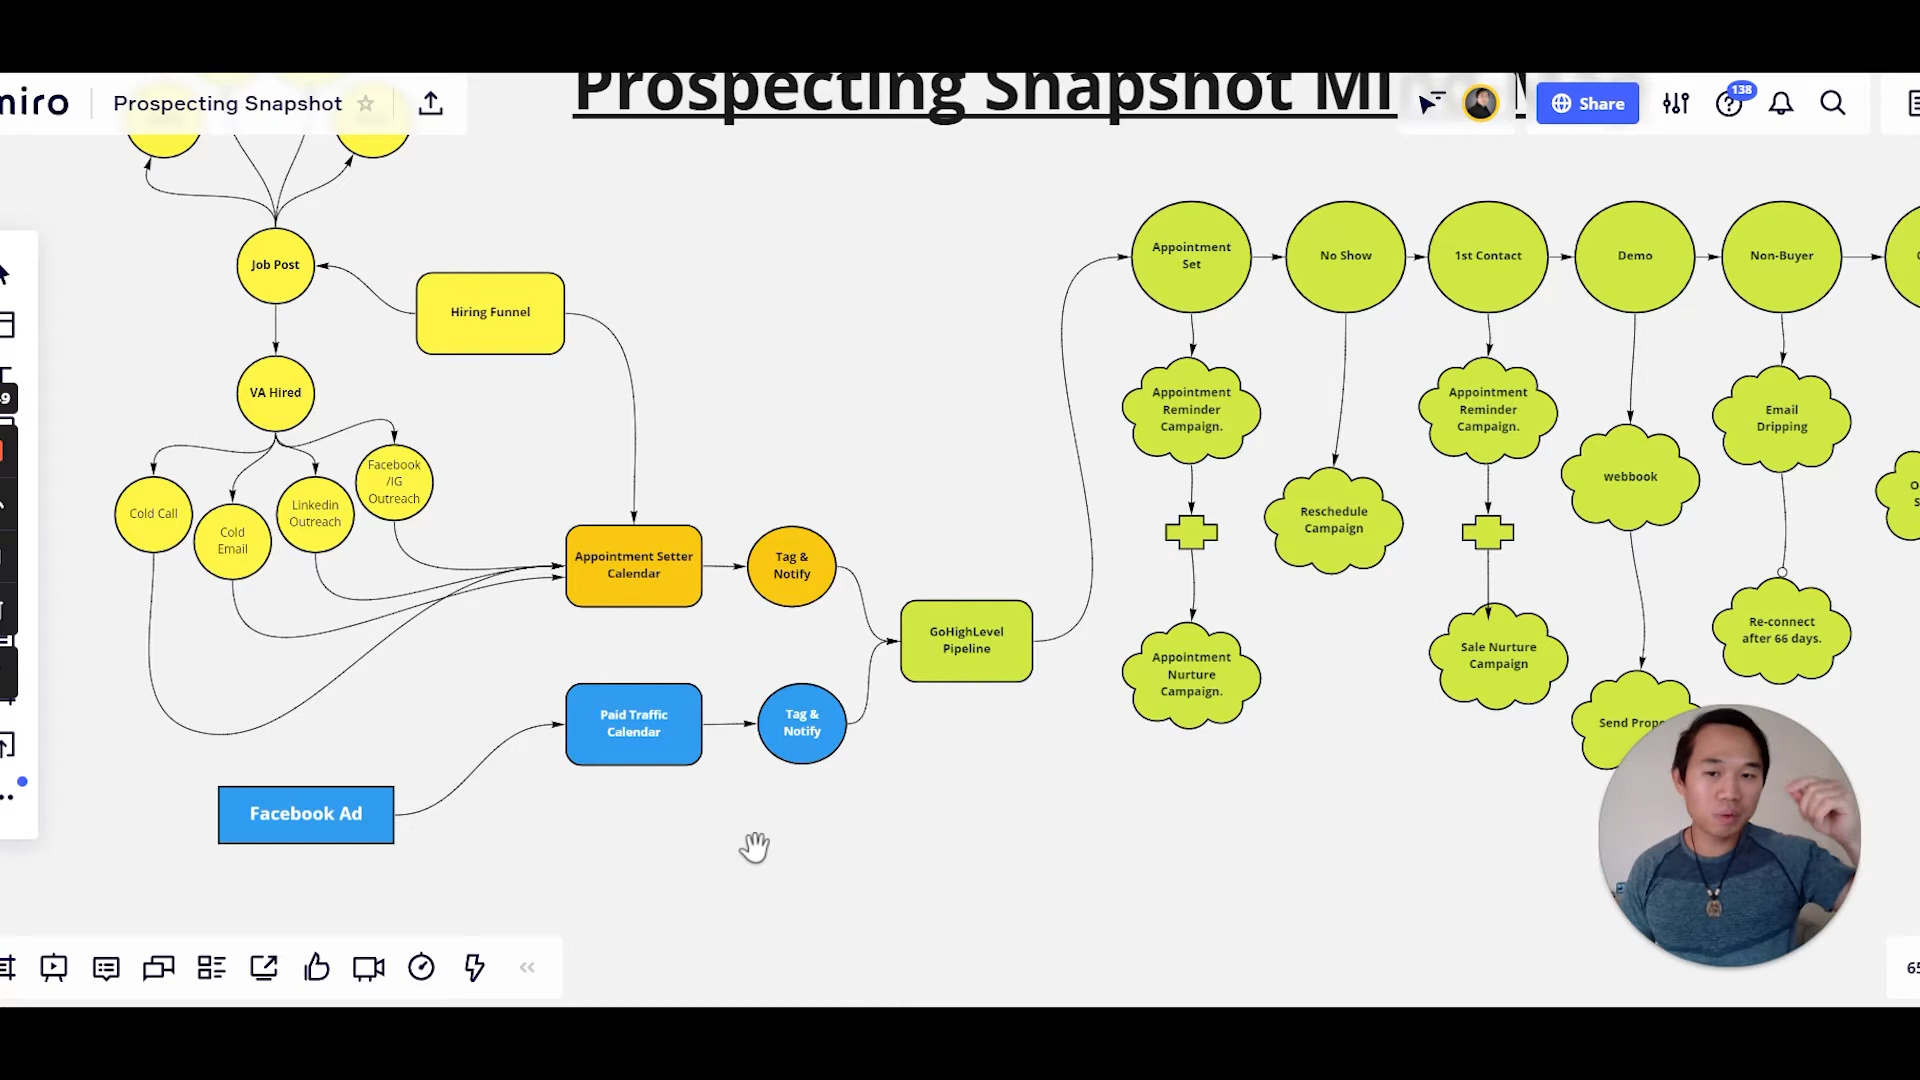 Prospecting Snapshot Mi
miro
Prospecting Snapshot
Share
138
Job Post
Hiring Funnel
VA Hired
Cold Call
Cold
Email
Linkedin
Outreach
Facebook
/IG
Outreach
Appointment Setter
Calendar
Tag &
Notify
Paid Traffic
Calendar
Tag &
Notify
Facebook Ad
GoHighLevel
Pipeline
Appointment
Set
No Show
1st Contact
Demo
Non-Buyer
Appointment
Reminder
Campaign.
Appointment
Nurture
Campaign.
Reschedule
Campaign
Appointment
Reminder
Campaign.
Sale Nurture
Campaign
webbook
Send Propo
Email
Dripping
Re-connect
after 66 days.
65